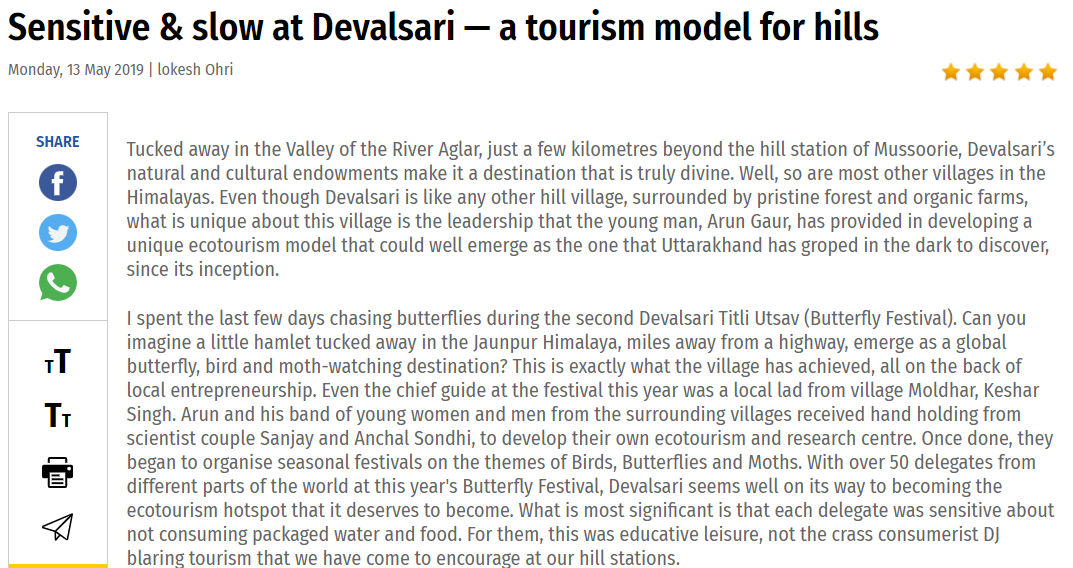 Sensitive & slow at Devalsari — a tourism model for hills
Monday, 13 May 2019 | lokesh Ohri
SHARE
Tucked away in the Valley of the River Aglar, just a few kilometres beyond the hill station of Mussoorie, Devalsari’s
natural and cultural endowments make it a destination that is truly divine. Well, so are most other villages in the
Himalayas. Even though Devalsari is like any other hill village, surrounded by pristine forest and organic farms,
what is unique about this village is the leadership that the young man, Arun Gaur, has provided in developing a
unique ecotourism model that could well emerge as the one that Uttarakhand has groped in the dark to discover,
since its inception.
I spent the last few days chasing butterflies during the second Devalsari Titli Utsav (Butterfly Festival). Can you
imagine a little hamlet tucked away in the Jaunpur Himalaya, miles away from a highway, emerge as a global
butterfly, bird and moth-watching destination? This is exactly what the village has achieved, all on the back of
local entrepreneurship. Even the chief guide at the festival this year was a local lad from village Moldhar, Keshar
Singh. Arun and his band of young women and men from the surrounding villages received hand holding from
scientist couple Sanjay and Anchal Sondhi, to develop their own ecotourism and research centre. Once done, they
began to organise seasonal festivals on the themes of Birds, Butterflies and Moths. With over 50 delegates from
different parts of the world at this year's Butterfly Festival, Devalsari seems well on its way to becoming the
ecotourism hotspot that it deserves to become. What is most significant is that each delegate was sensitive about
not consuming packaged water and food. For them, this was educative leisure, not the crass consumerist DJ
blaring tourism that we have come to encourage at our hill stations.
TT
TT